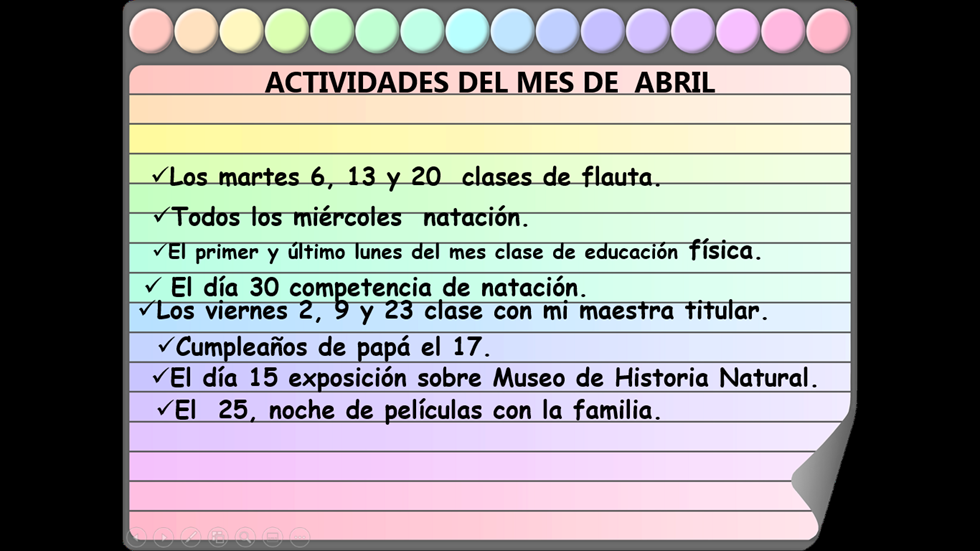 ACTIVIDADES DEL MES DE ABRIL
✓Los martes 6, 13 y 20 clases de flauta.
✓Todos los miércoles natación.
✓El primer y último lunes del mes clase de educación física.
✓ El día 30 competencia de natación.
✓Los viernes 2, 9 y 23 clase con mi maestra titular.
✓Cumpleaños de papá el 17.
✓El día 15 exposición sobre Museo de Historia Natural.
✓El 25, noche de películas con la familia.